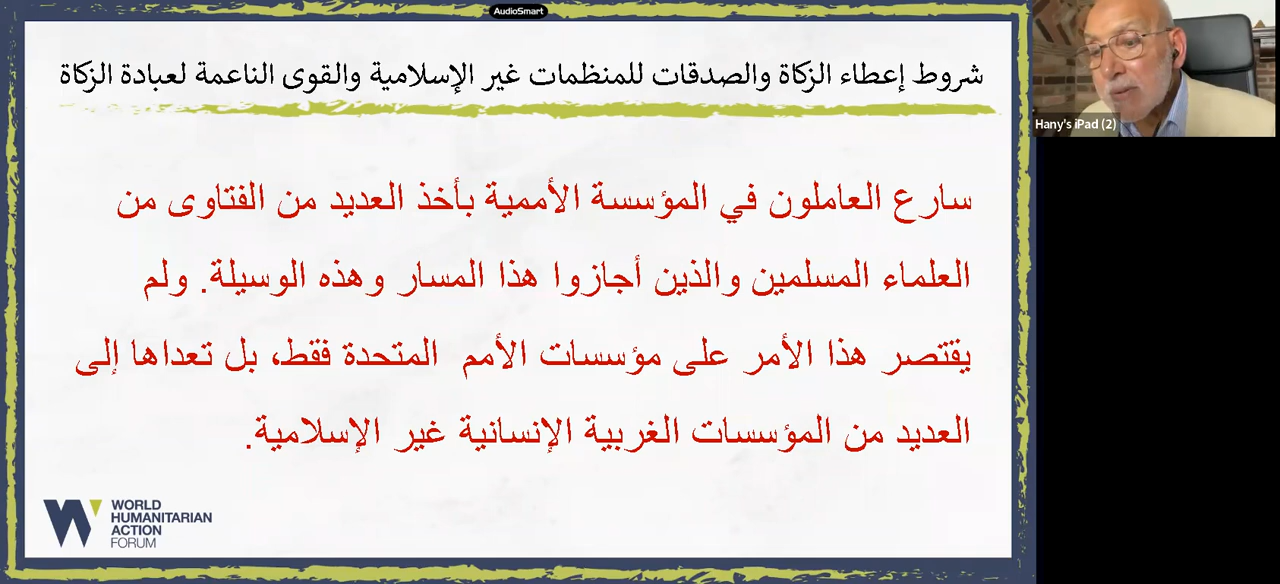 AudioSmart
شروط إعطاء الزكاة والصدقات للمنظمات غير الإسلامية والقوى الناعمة لعبادة الزكاة
سارع العاملون في المؤسسة الأممية بأخذ العديد من الفتاوى من
العلماء المسلمين والذين أجازوا هذا المسار وهذه الوسيلة. ولم
يقتصر هذا الأمر على مؤسسات الأمم المتحدة فقط، بل تعداها إلى
العديد من المؤسسات الغربية الإنسانية غير الإسلامية.
WORLD
HUMANITARIAN
ACTION
FORUM
Hany's iPad (2)